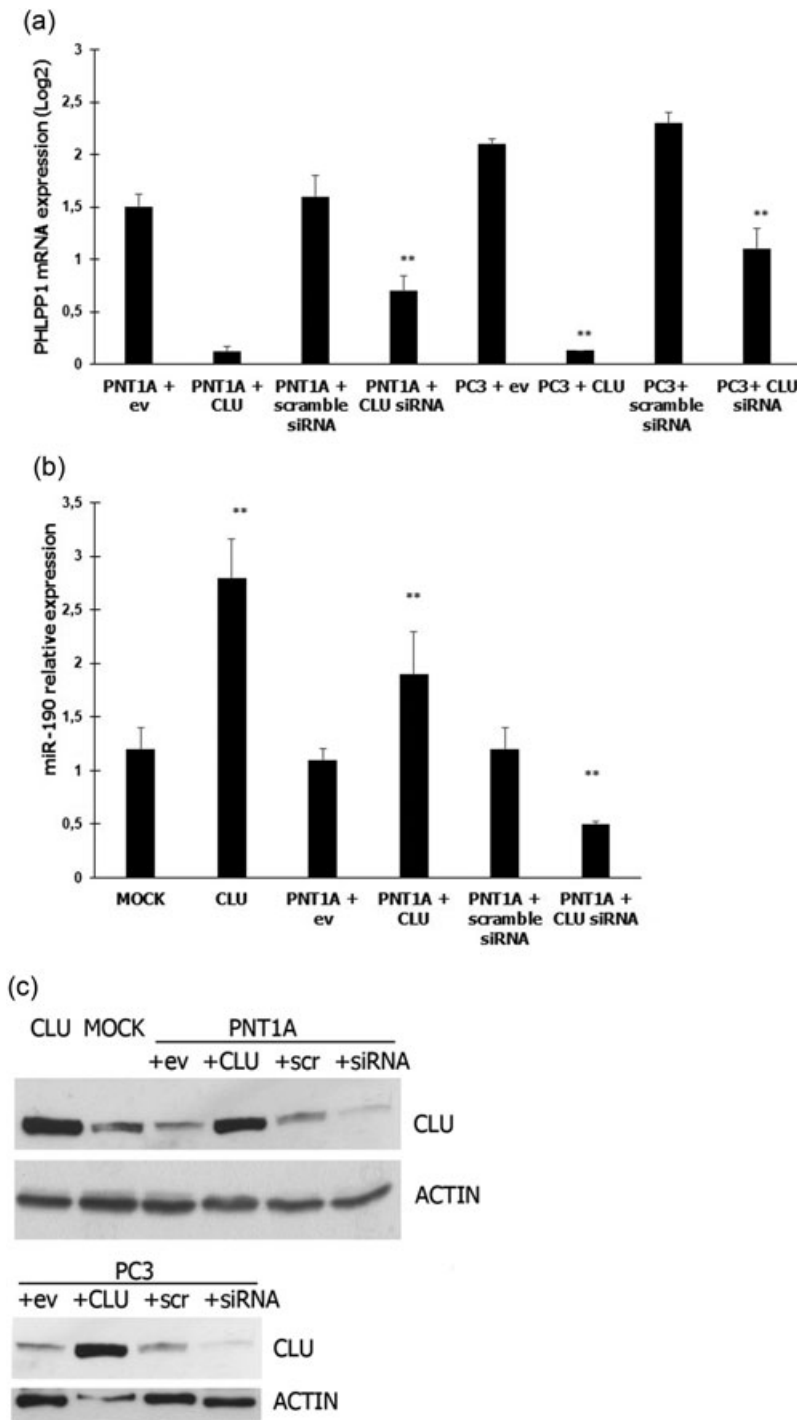 (a)
PHLPP1 mRNA expression (Log2)
3
2,5
2
1,5
1
0,5
0
**
**
**
PNT1A + ev
PNT1A + CLU
PNT1A + scramble siRNA
PNT1A + CLU siRNA
PC3 + ev
PC3 + CLU
PC3+ scramble siRNA
PC3+ CLU siRNA
(b)
miR-190 relative expression
3,5
3
2,5
2
1,5
1
0,5
0
**
**
**
MOCK
CLU
PNT1A + ev
PNT1A + CLU
PNT1A + scramble siRNA
PNT1A + CLU siRNA
(c)
CLU MOCK PNT1A
+ev +CLU +scr +siRNA
CLU
ACTIN
PC3
+ev +CLU +scr +siRNA
CLU
ACTIN